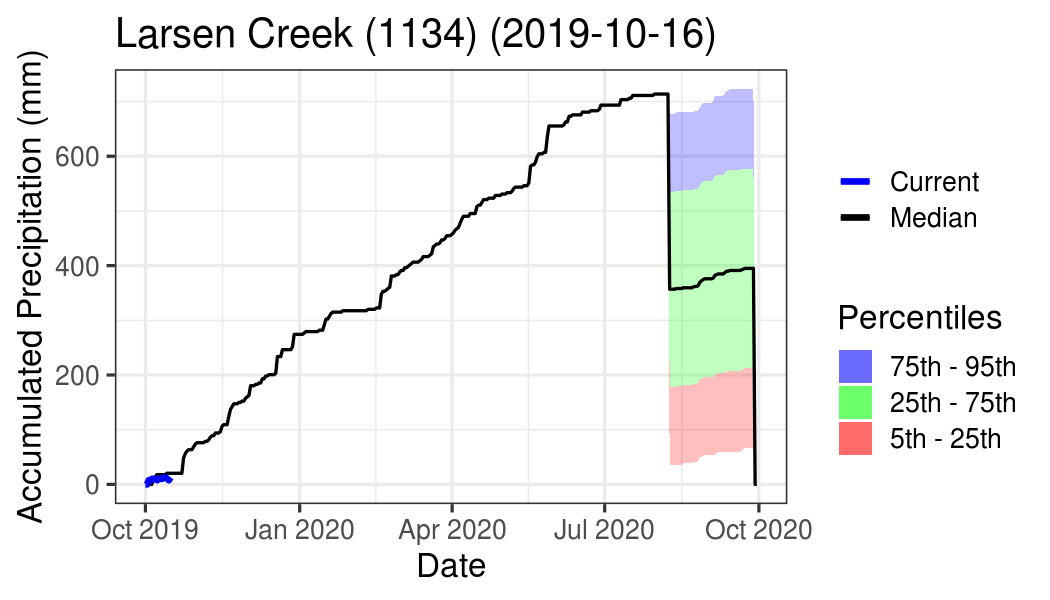 Larsen Creek (1134) (2019-10-16)
Accumulated Precipitation (mm)
600
400
200
0
Oct 2019
Jan 2020
Apr 2020
Jul 2020
Oct 2020
Date
Current
Median
Percentiles
75th - 95th
25th - 75th
5th - 25th